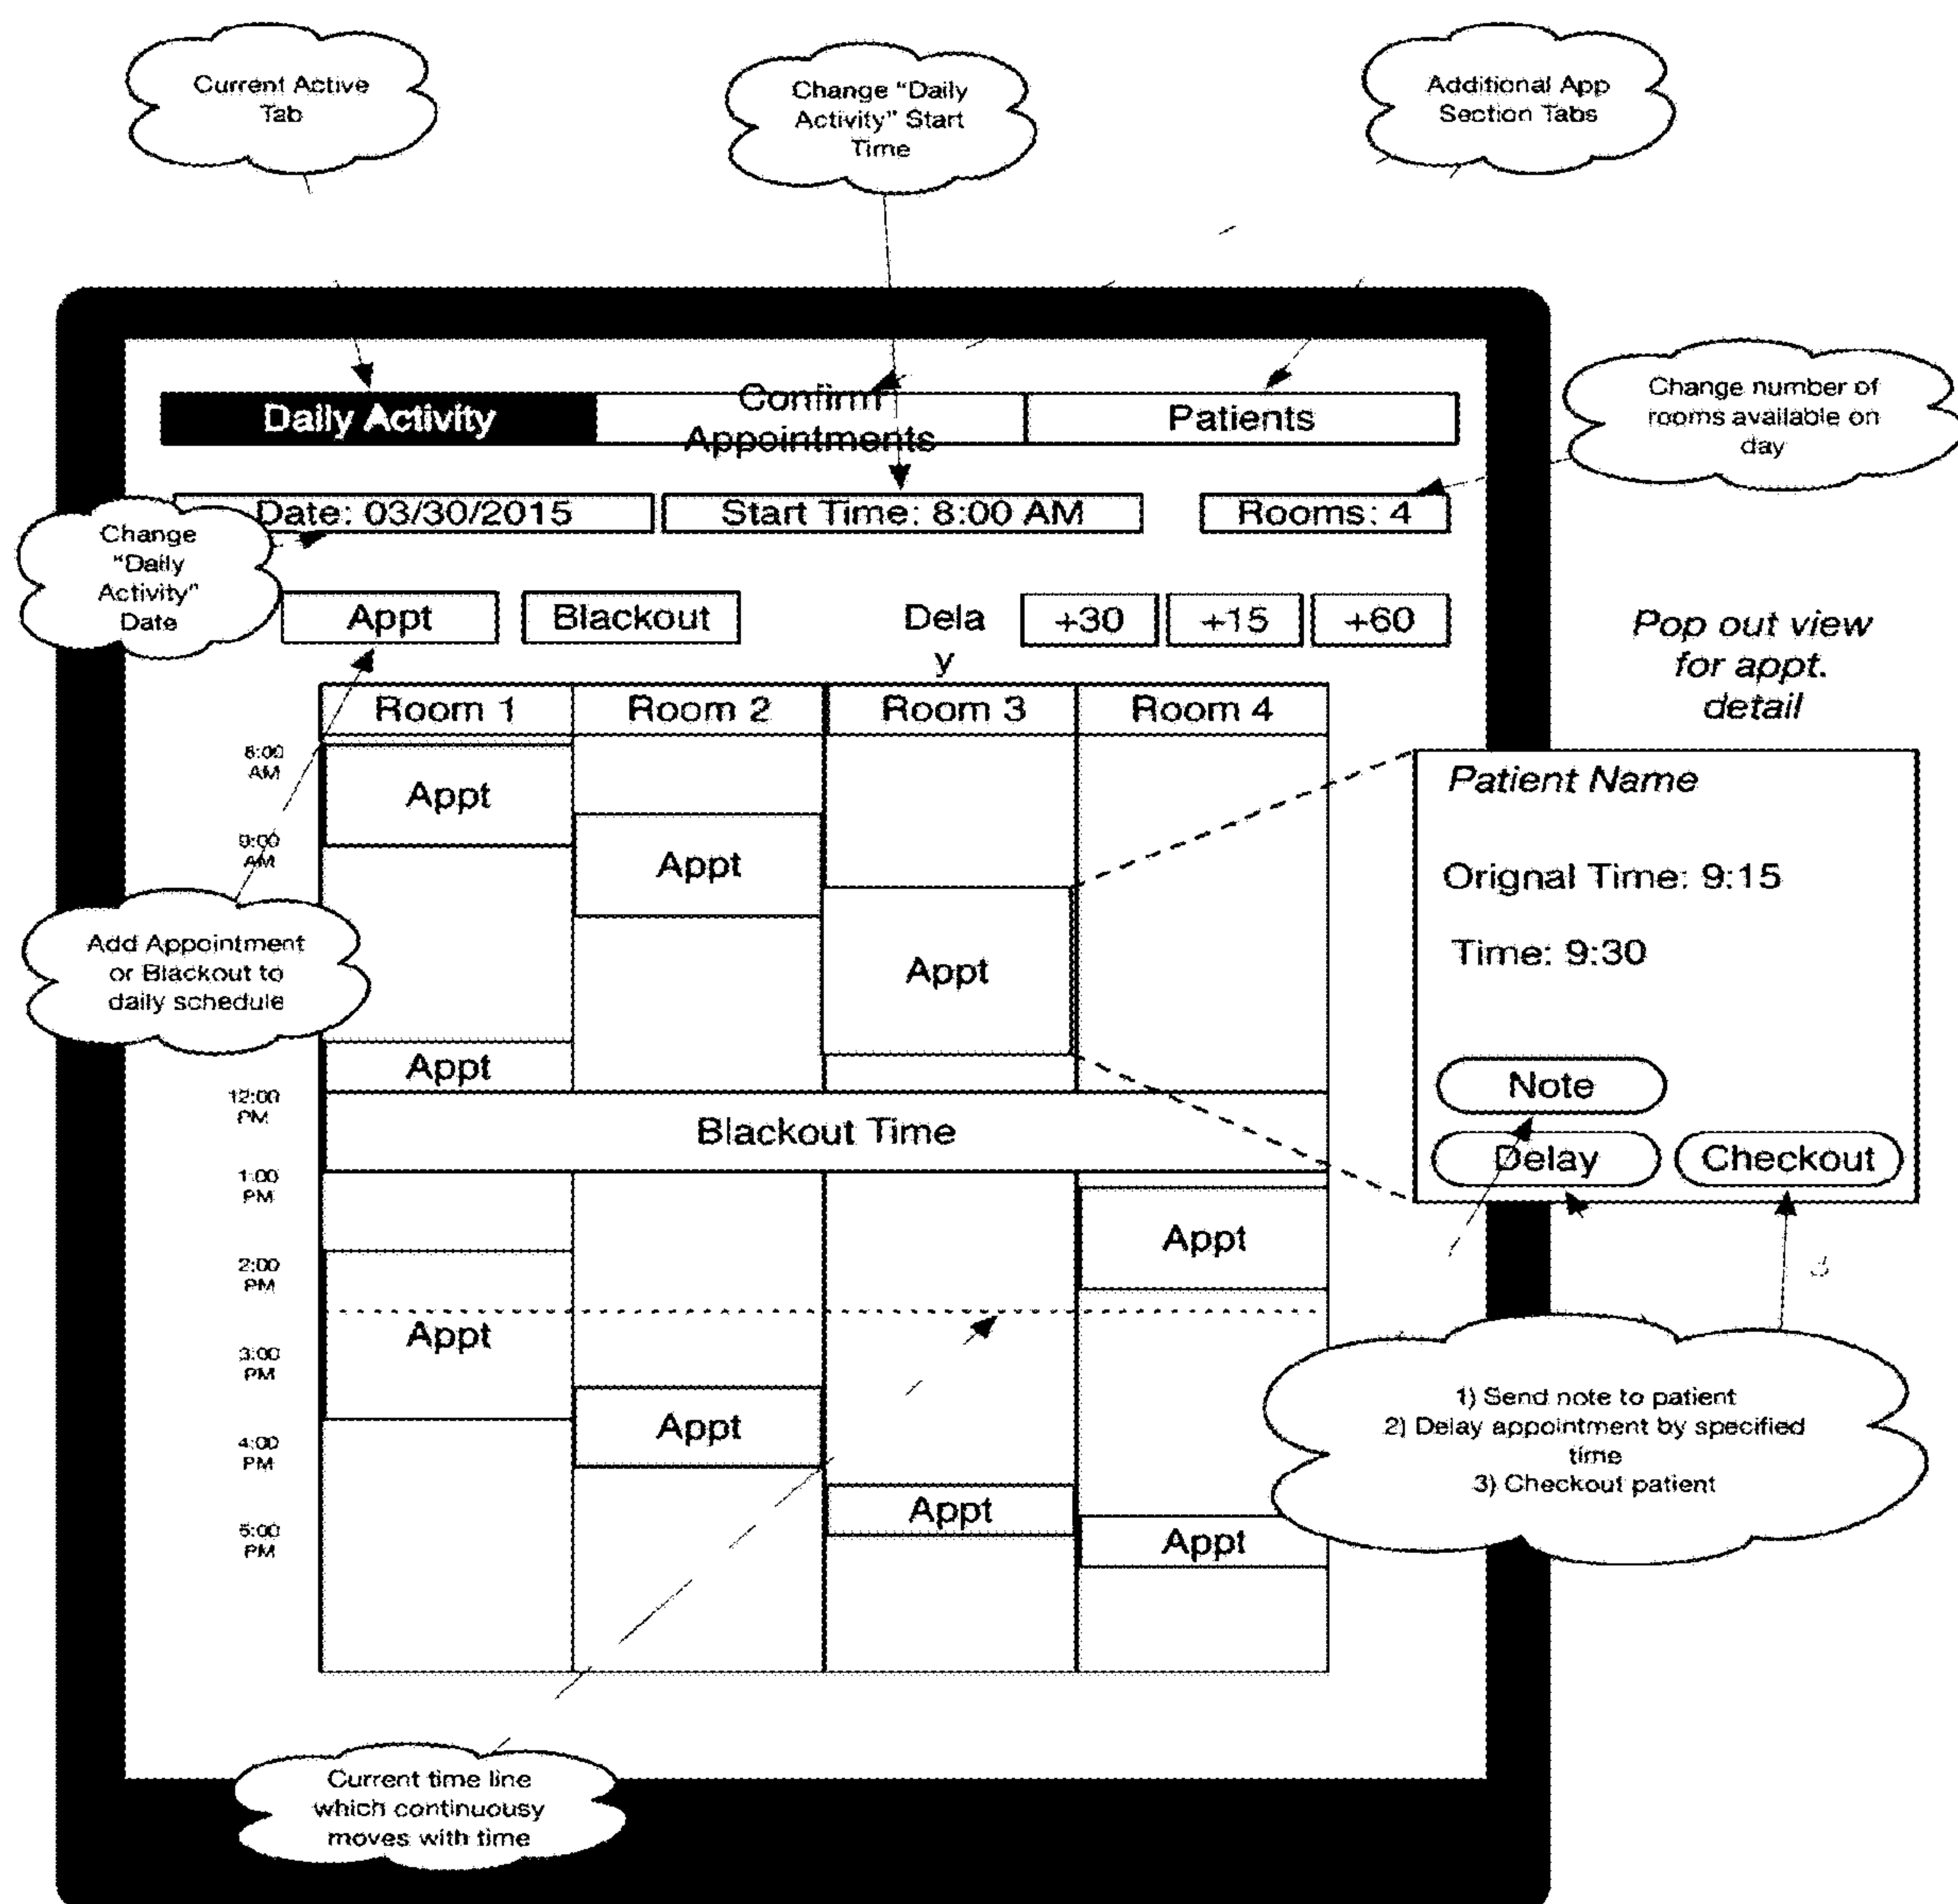 Current Active
Tab
Change "Daily
Activity" Start
Time
Additional App
Section Tabs
Daily Activity
Confirm
Appointments
Patients
Change number of
rooms available on
day
Date: 03/30/2015
Start Time: 8:00 AM
Rooms: 4
Change
"Daily
Activity"
Date
Appt
Blackout
Dela
y
+30
+15
+60
Pop out view
for appt.
detail
Room 1
Room 2
Room 3
Room 4
8:00
AM
Appt
9:00
AM
Appt
Appt
Add Appointment
or Blackout to
daily schedule
Appt
12:00
PM
Blackout Time
1:00
PM
Appt
2:00
PM
Appt
3:00
PM
Appt
4:00
PM
Appt
5:00
PM
Appt
Patient Name
Orignal Time: 9:15
Time: 9:30
Note
Delay
Checkout
3
1) Send note to patient
2) Delay appointment by specified
time
3) Checkout patient
Current time line
which continuousy
moves with time